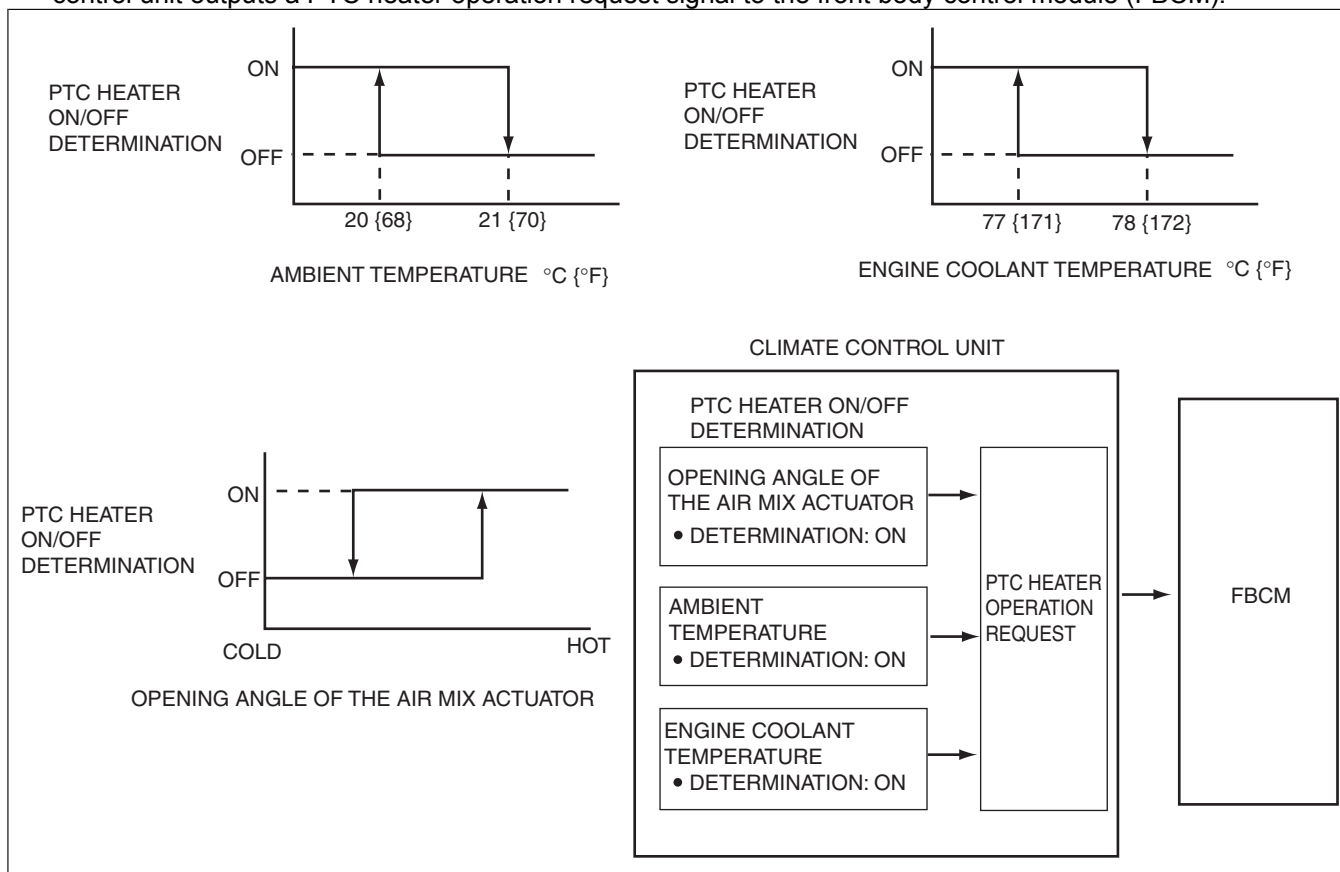 control unit outputs a PTC heater operation request signal to the front body control module (FBCM).
PTC HEATER
ON/OFF
DETERMINATION
ON
OFF
20 {68}
21 {70}
AMBIENT TEMPERATURE °C {°F}
PTC HEATER
ON/OFF
DETERMINATION
ON
OFF
77 {171}
78 {172}
ENGINE COOLANT TEMPERATURE °C {°F}
PTC HEATER
ON/OFF
DETERMINATION
ON
OFF
COLD
HOT
OPENING ANGLE OF THE AIR MIX ACTUATOR
CLIMATE CONTROL UNIT
PTC HEATER ON/OFF
DETERMINATION
OPENING ANGLE OF
THE AIR MIX ACTUATOR
• DETERMINATION: ON
AMBIENT
TEMPERATURE
• DETERMINATION: ON
ENGINE COOLANT
TEMPERATURE
• DETERMINATION: ON
PTC HEATER
OPERATION
REQUEST
FBCM